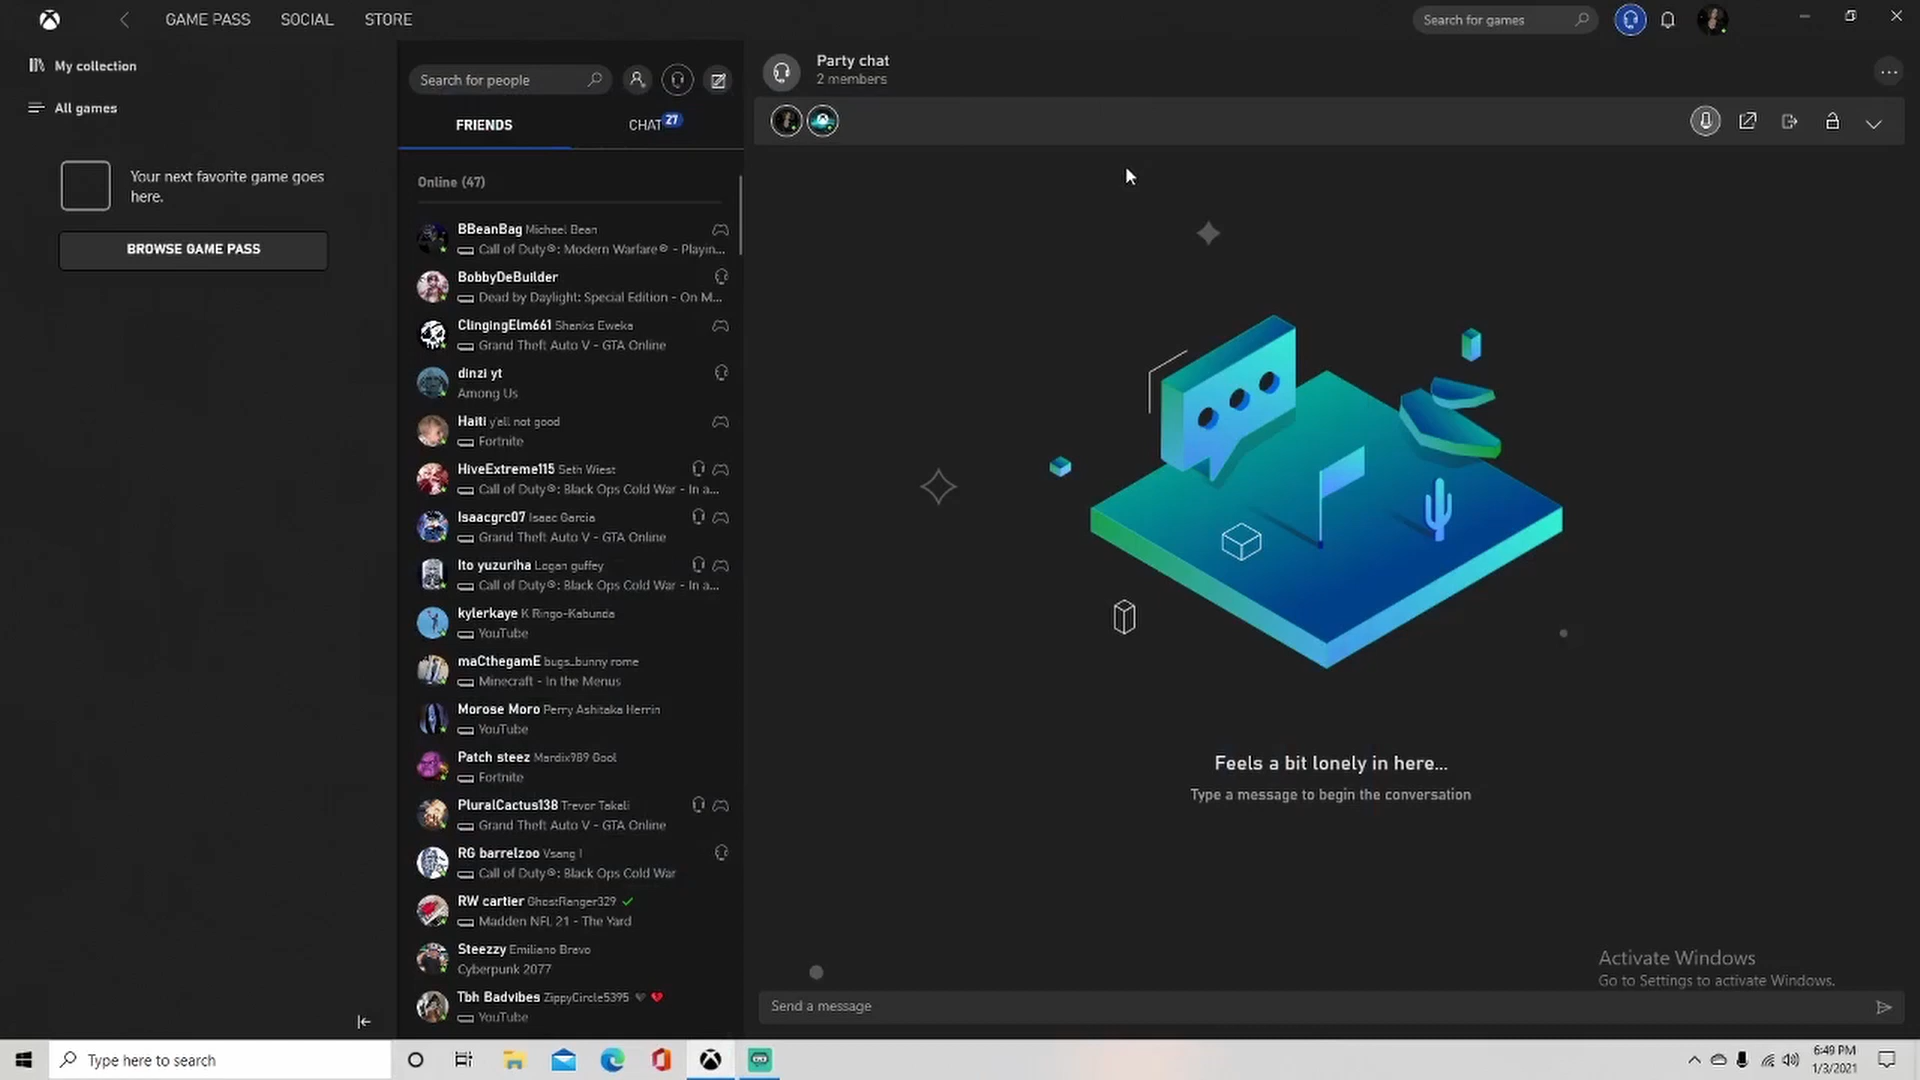 GAME PASS SOCIAL STORE
Search for games
My collection
All games
Your next favorite game goes
here.
BROWSE GAME PASS
Search for people
FRIENDS
CHAT 27
Online (47)
BBeanBag Michael Bean
Call of Duty®: Modern Warfare® - Playin...
BobbyDeBuilder
Dead by Daylight: Special Edition - On M...
ClingingElm661 Shanks Eweka
Grand Theft Auto V - GTA Online
dinzi yt
Among Us
Haiti y'all not good
Fortnite
HiveExtreme115 Seth Wiest
Call of Duty®: Black Ops Cold War - In a...
Isaacgrc07 Isaac Garcia
Grand Theft Auto V - GTA Online
Ito yuzuriha Logan guffey
Call of Duty®: Black Ops Cold War - In a...
kylerkaye K Ringo-Kabunda
YouTube
maCthegamE bugs_bunny rome
Minecraft - In the Menus
Morose Moro Perry Ashitaka Herrin
YouTube
Patch steez Mardix989 Gool
Fortnite
PluralCactus138 Trevor Takali
Grand Theft Auto V - GTA Online
RG barrelzoo Vsang I
Call of Duty®: Black Ops Cold War
RW cartier GhostRanger329
Madden NFL 21 - The Yard
Steezzy Emiliano Bravo
Cyberpunk 2077
Tbh Badvibes ZippyCircle5395
YouTube
Party chat
2 members
Feels a bit lonely in here...
Type a message to begin the conversation
Activate Windows
Go to Settings to activate Windows.
Send a message
Type here to search
6:49 PM
1/3/2021